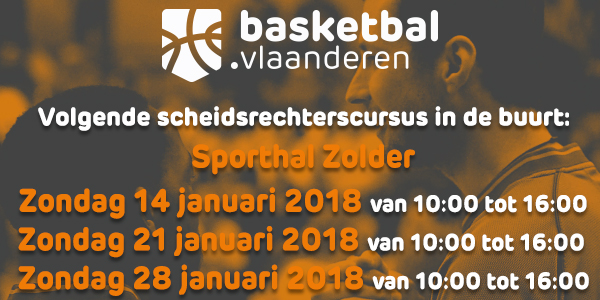 basketbal
.vlaanderen
Volgende scheidsrechterscursus in de buurt:
Sporthal Zolder
Zondag 14 januari 2018 van 10:00 tot 16:00
Zondag 21 januari 2018 van 10:00 tot 16:00
Zondag 28 januari 2018 van 10:00 tot 16:00